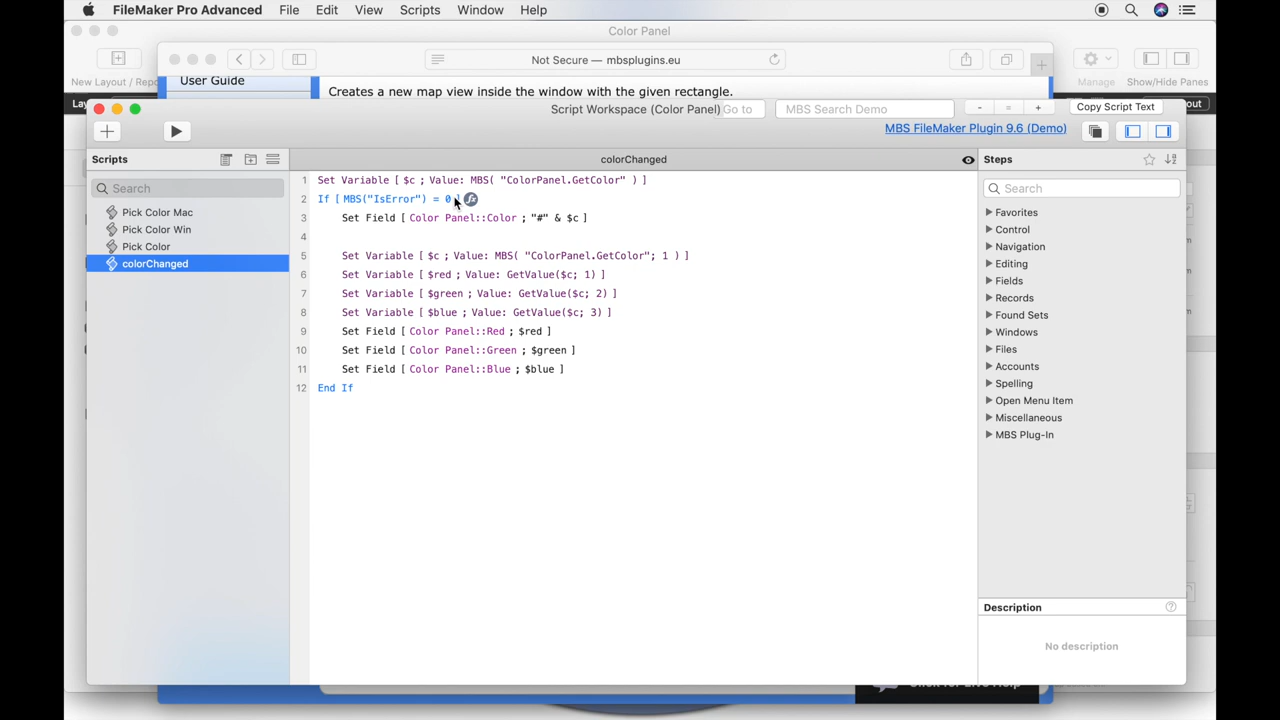 FileMaker Pro Advanced File Edit View Scripts Window Help
Color Panel
Not Secure — mbsplugins.eu
New Layout / Repo
Manage
Show/Hide Panes
User Guide
Creates a new map view inside the window with the given rectangle.
Script Workspace (Color Panel)
Go to
MBS Search Demo
- = +
Copy Script Text
MBS FileMaker Plugin 9.6 (Demo)
Scripts
colorChanged
Steps
Search
Search
Pick Color Mac
Pick Color Win
Pick Color
colorChanged
1 Set Variable [ $c ; Value: MBS( "ColorPanel.GetColor" ) ]
2 If [ MBS("IsError") = 0 ]
3 Set Field [ Color Panel::Color ; "#" & $c ]
4
5 Set Variable [ $c ; Value: MBS( "ColorPanel.GetColor"; 1 ) ]
6 Set Variable [ $red ; Value: GetValue($c; 1) ]
7 Set Variable [ $green ; Value: GetValue($c; 2) ]
8 Set Variable [ $blue ; Value: GetValue($c; 3) ]
9 Set Field [ Color Panel::Red ; $red ]
10 Set Field [ Color Panel::Green ; $green ]
11 Set Field [ Color Panel::Blue ; $blue ]
12 End If
Favorites
Control
Navigation
Editing
Fields
Records
Found Sets
Windows
Files
Accounts
Spelling
Open Menu Item
Miscellaneous
MBS Plug-In
Description
No description